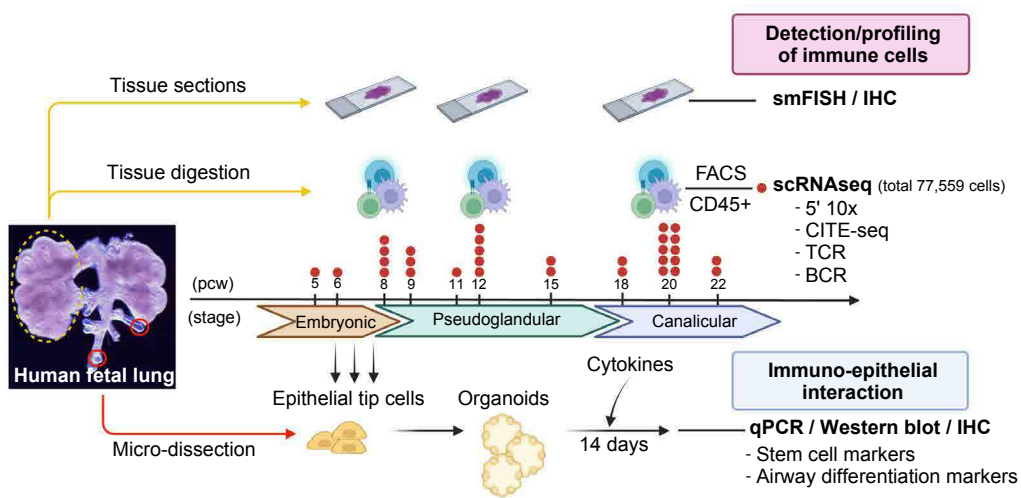 Detection/profiling
of immune cells
Tissue sections
smFISH / IHC
Tissue digestion
FACS
CD45+
scRNAseq (total 77,559 cells)
- 5' 10x
- CITE-seq
- TCR
- BCR
(pcw)
5 6 8 9 11 12 15 18 20 22
(stage)
Embryonic
Pseudoglandular
Canalicular
Human fetal lung
Cytokines
Immuno-epithelial
interaction
Epithelial tip cells
Organoids
Micro-dissection
14 days
qPCR / Western blot / IHC
- Stem cell markers
- Airway differentiation markers